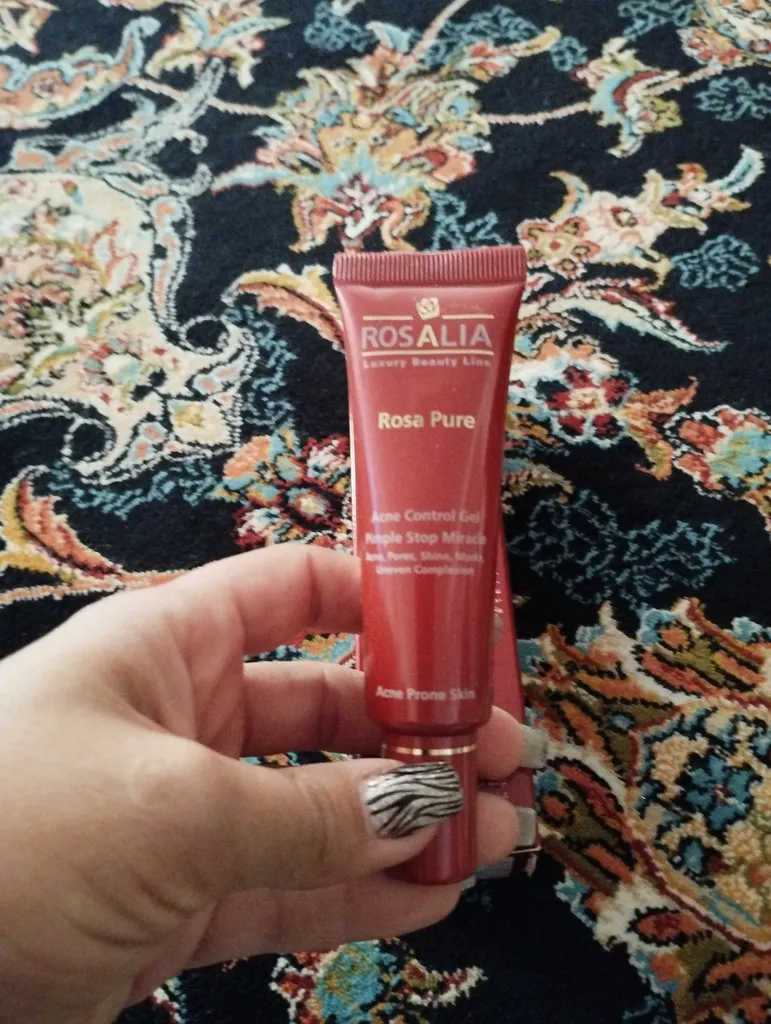 ROSALIA
Luxury Beauty Line
Rosa Pure
Acne Control Gel
Pimple Stop Miracle
Acne, Pores, Shine, Marks,
Uneven Complexion
Acne Prone Skin